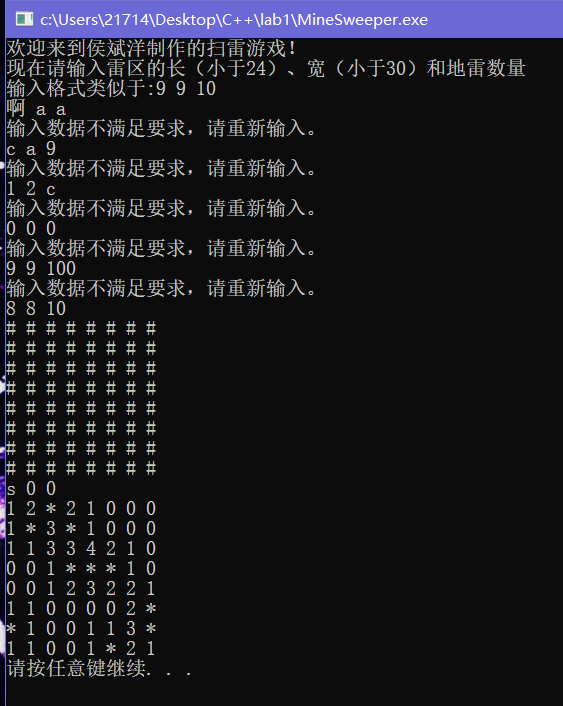 c:\Users\21714\Desktop\C++\lab1\MineSweeper.exe
欢迎来到侯斌洋制作的扫雷游戏!
现在请输入雷区的长（小于24）、宽（小于30）和地雷数量
输入格式类似于:9 9 10
啊 a a
输入数据不满足要求，请重新输入。
c a 9
输入数据不满足要求，请重新输入。
1 2 c
输入数据不满足要求，请重新输入。
0 0 0
输入数据不满足要求，请重新输入。
9 9 100
输入数据不满足要求，请重新输入。
8 8 10
# # # # # # # #
# # # # # # # #
# # # # # # # #
# # # # # # # #
# # # # # # # #
# # # # # # # #
# # # # # # # #
# # # # # # # #
s 0 0
1 2 * 2 1 0 0 0
1 * 3 * 1 0 0 0
1 1 3 3 4 2 1 0
0 0 1 * * * 1 0
0 0 1 2 3 2 2 1
1 1 0 0 0 0 2 *
* 1 0 0 1 1 3 *
1 1 0 0 1 * 2 1
请按任意键继续. . .